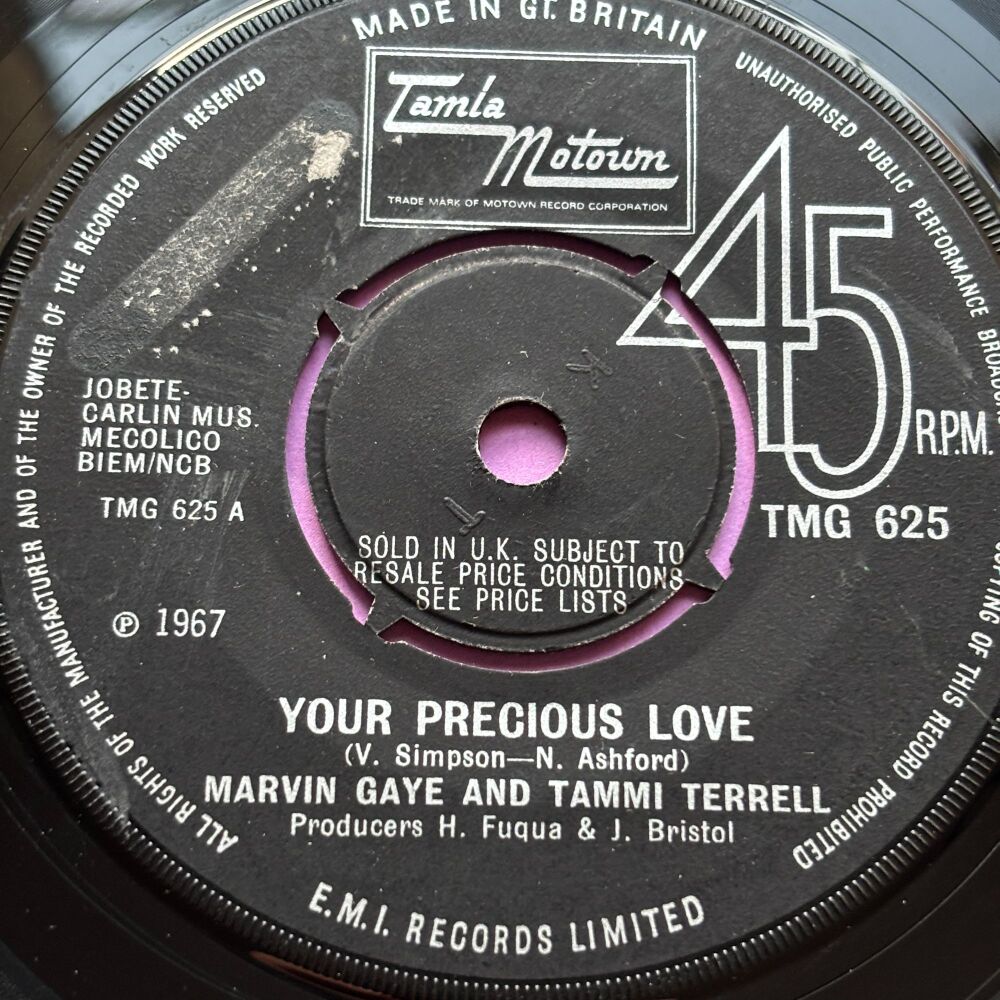 MADE IN GT. BRITAIN
Tamla
Motown
TRADE MARK OF MOTOWN RECORD CORPORATION
45
R.P.M.
TMG 625
JOBETE-
CARLIN MUS.
MECOLICO
BIEM/NCB
TMG 625 A
℗ 1967
SOLD IN U.K. SUBJECT TO
RESALE PRICE CONDITIONS
SEE PRICE LISTS
YOUR PRECIOUS LOVE
(V. Simpson—N. Ashford)
MARVIN GAYE AND TAMMI TERRELL
Producers H. Fuqua & J. Bristol
E.M.I. RECORDS LIMITED
ALL RIGHTS OF THE MANUFACTURER AND OF THE OWNER OF THE RECORDED WORK RESERVED
UNAUTHORISED PUBLIC PERFORMANCE
OF THIS RECORD PROHIBITED